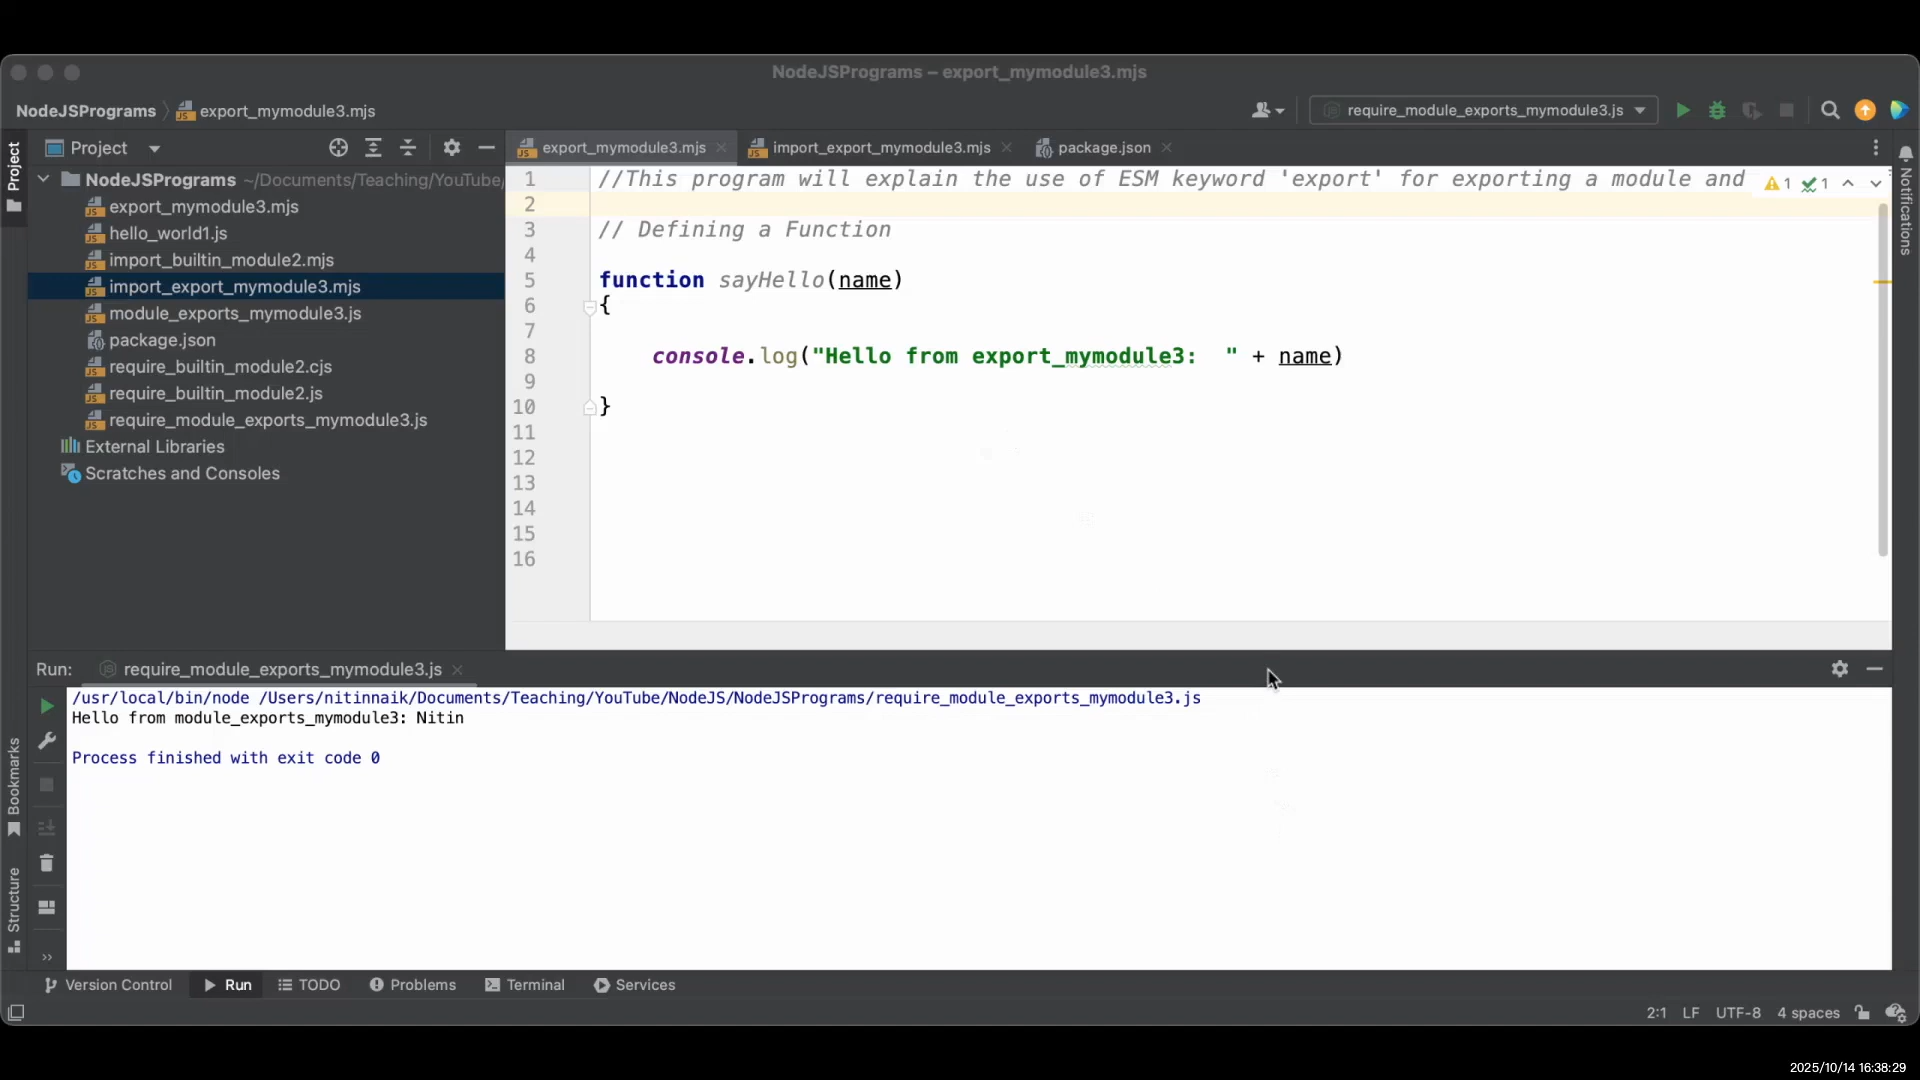 NodeJSPrograms – export_mymodule3.mjs
NodeJSPrograms
export_mymodule3.mjs
require_module_exports_mymodule3.js
Project
export_mymodule3.mjs
import_export_mymodule3.mjs
package.json
Project
NodeJSPrograms ~/Documents/Teaching/YouTube/
export_mymodule3.mjs
hello_world1.js
import_builtin_module2.mjs
import_export_mymodule3.mjs
module_exports_mymodule3.js
package.json
require_builtin_module2.cjs
require_builtin_module2.js
require_module_exports_mymodule3.js
External Libraries
Scratches and Consoles
1 //This program will explain the use of ESM keyword 'export' for exporting a module and
1 1
2
3 // Defining a Function
4
5 function sayHello(name)
6 {
7
8 console.log("Hello from export_mymodule3:  " + name)
9
10 }
11
12
13
14
15
16
Notifications
Run: require_module_exports_mymodule3.js
/usr/local/bin/node /Users/nitinnaik/Documents/Teaching/YouTube/NodeJS/NodeJSPrograms/require_module_exports_mymodule3.js
Hello from module_exports_mymodule3: Nitin
Process finished with exit code 0
Bookmarks
Structure
Version Control
Run
TODO
Problems
Terminal
Services
2:1 LF UTF-8 4 spaces
2025/10/14 16:38:29